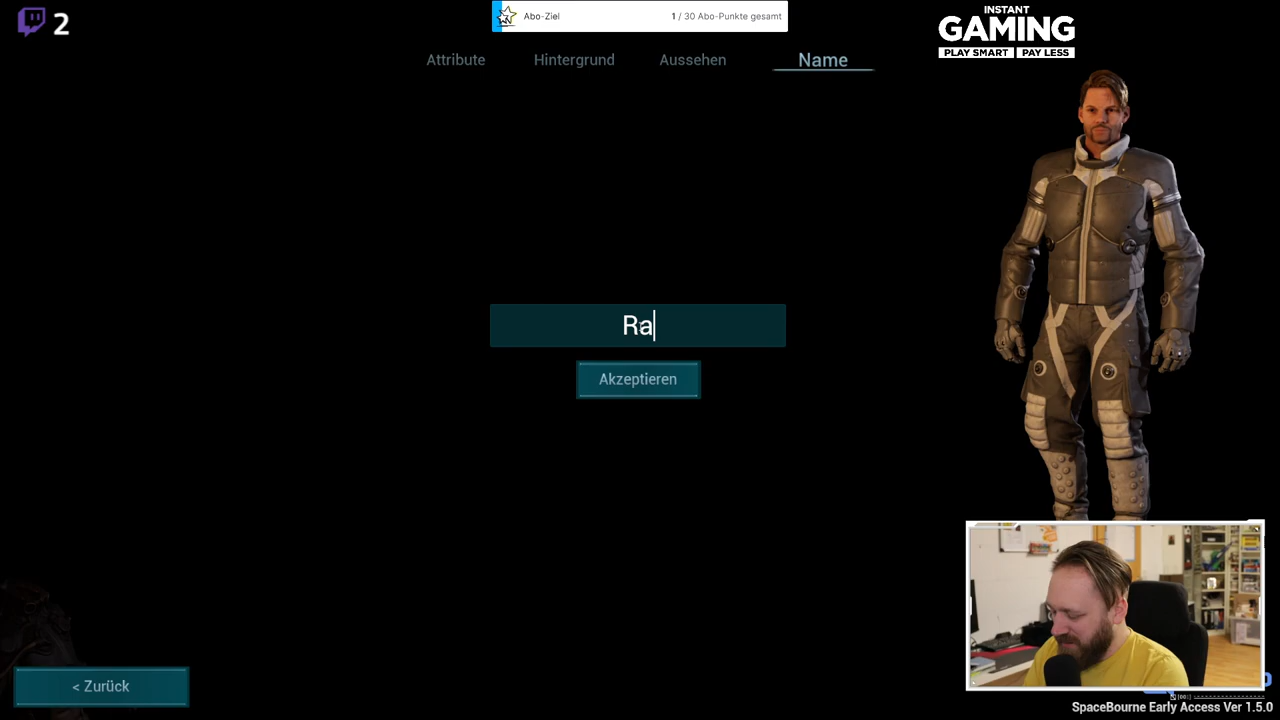 2
Abo-Ziel
1 / 30 Abo-Punkte gesamt
INSTANT
GAMING
PLAY SMART PAY LESS
Attribute
Hintergrund
Aussehen
Name
Ra
Akzeptieren
< Zurück
SpaceBourne Early Access Ver 1.5.0